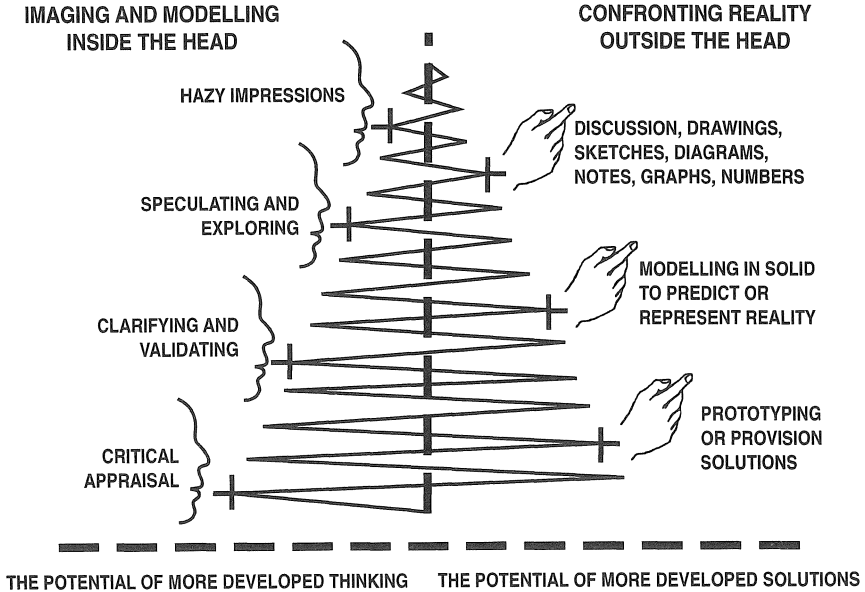 IMAGING AND MODELLING
INSIDE THE HEAD
CONFRONTING REALITY
OUTSIDE THE HEAD
HAZY IMPRESSIONS
DISCUSSION, DRAWINGS,
SKETCHES, DIAGRAMS,
NOTES, GRAPHS, NUMBERS
SPECULATING AND
EXPLORING
MODELLING IN SOLID
TO PREDICT OR
REPRESENT REALITY
CLARIFYING AND
VALIDATING
PROTOTYPING
OR PROVISION
SOLUTIONS
CRITICAL
APPRAISAL
THE POTENTIAL OF MORE DEVELOPED THINKING
THE POTENTIAL OF MORE DEVELOPED SOLUTIONS